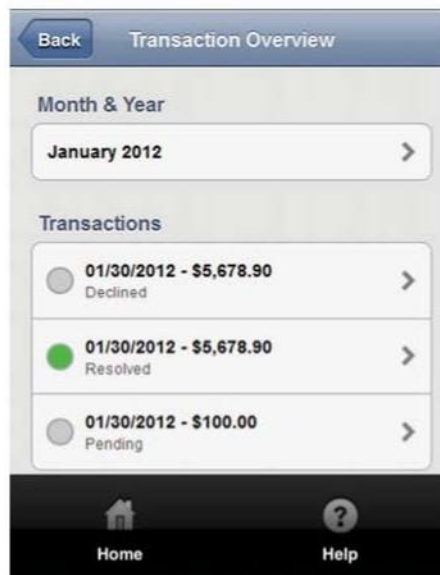 Back
Transaction Overview
Month & Year
January 2012
Transactions
01/30/2012 - $5,678.90
Declined
01/30/2012 - $5,678.90
Resolved
01/30/2012 - $100.00
Pending
?
Home
Help